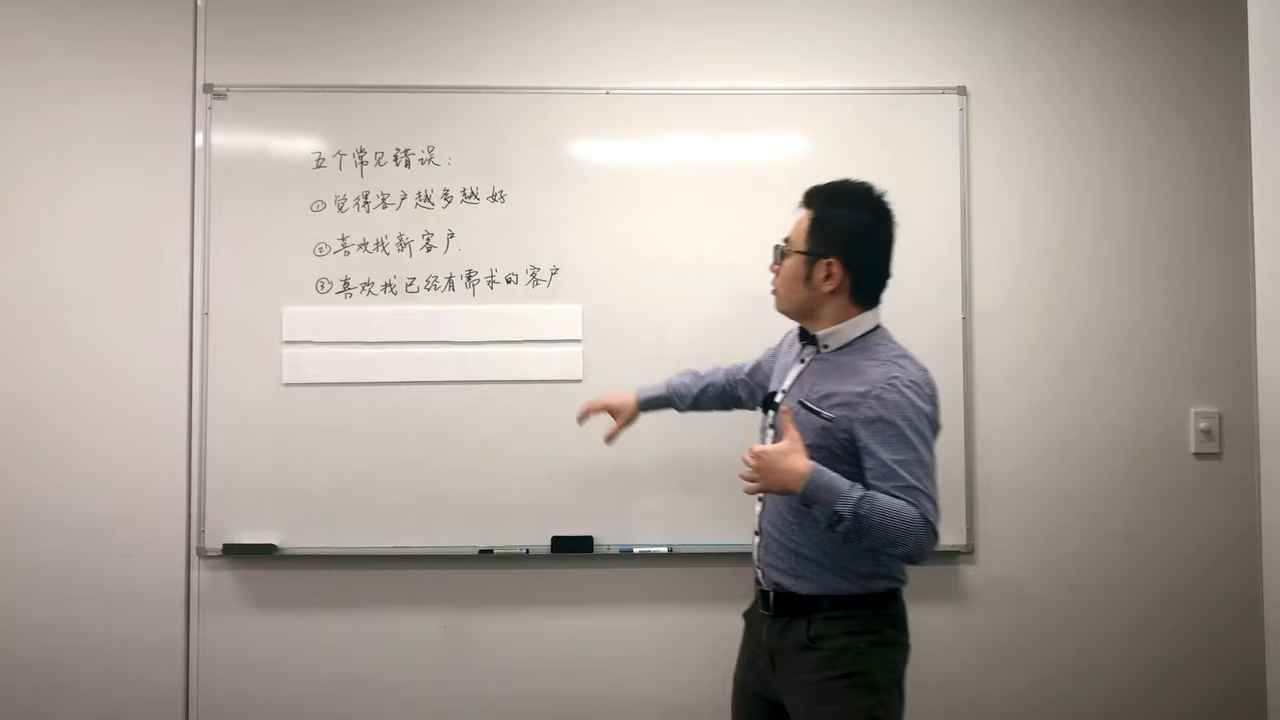 五个常见错误：
①觉得客户越多越好
②喜欢找新客户.
③喜欢找已经有需求的客户